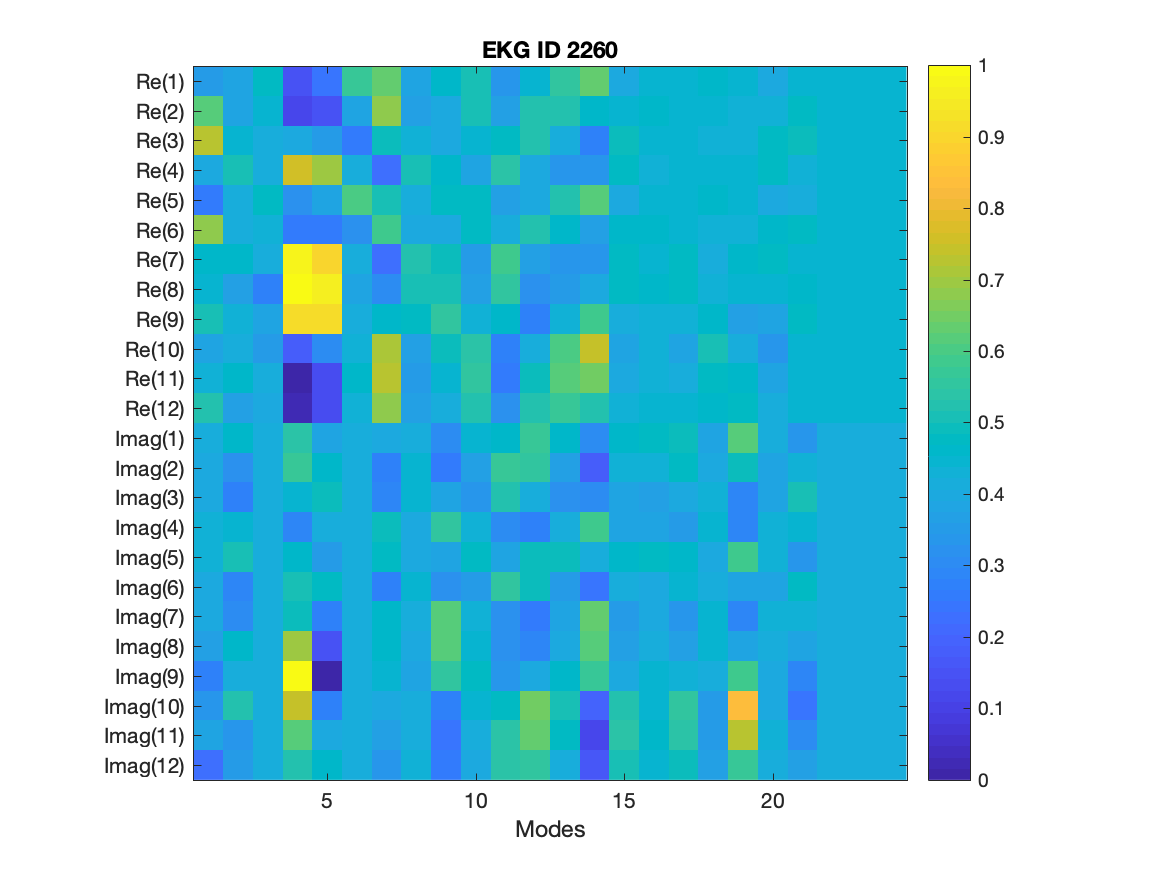 EKG ID 2260
Re(1)
Re(2)
Re(3)
Re(4)
Re(5)
Re(6)
Re(7)
Re(8)
Re(9)
Re(10)
Re(11)
Re(12)
Imag(1)
Imag(2)
Imag(3)
Imag(4)
Imag(5)
Imag(6)
Imag(7)
Imag(8)
Imag(9)
Imag(10)
Imag(11)
Imag(12)
5 10 15 20
Modes
1
0.9
0.8
0.7
0.6
0.5
0.4
0.3
0.2
0.1
0